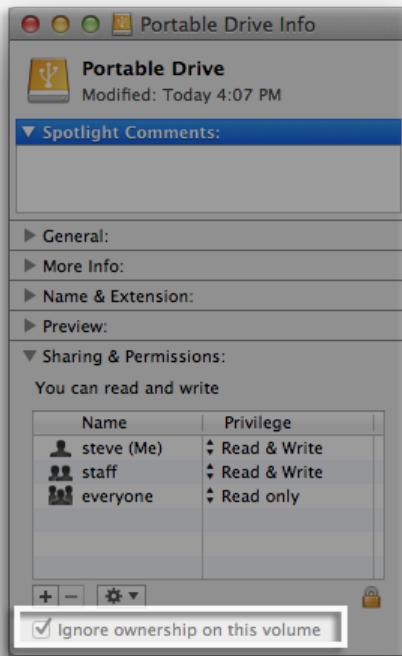 Portable Drive Info
Portable Drive
Modified: Today 4:07 PM
Spotlight Comments:
General:
More Info:
Name & Extension:
Preview:
Sharing & Permissions:
You can read and write
Name Privilege
steve (Me) Read & Write
staff Read & Write
everyone Read only
Ignore ownership on this volume